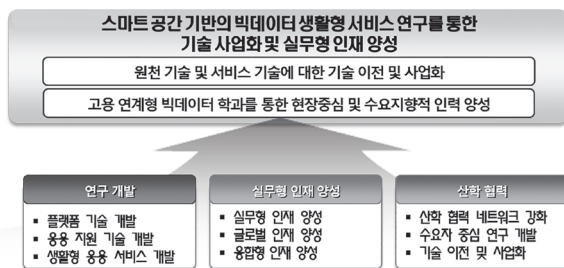 스마트 공간 기반의 빅데이터 생활형 서비스 연구를 통한
기술 사업화 및 실무형 인재 양성
원천 기술 및 서비스 기술에 대한 기술 이전 및 사업화
고용 연계형 빅데이터 학과를 통한 현장중심 및 수요지향적 인력 양성
연구 개발
▪ 플랫폼 기술 개발
▪ 응용 지원 기술 개발
▪ 생활형 응용 서비스 개발
실무형 인재 양성
▪ 실무형 인재 양성
▪ 글로벌 인재 양성
▪ 융합형 인재 양성
산학 협력
▪ 산학 협력 네트워크 강화
▪ 수요자 중심 연구 개발
▪ 기술 이전 및 사업화